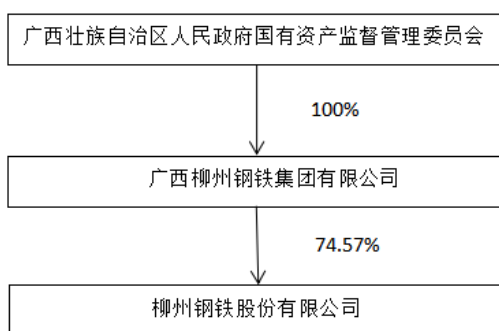 广西壮族自治区人民政府国有资产监督管理委员会
100%
广西柳州钢铁集团有限公司
74.57%
柳州钢铁股份有限公司